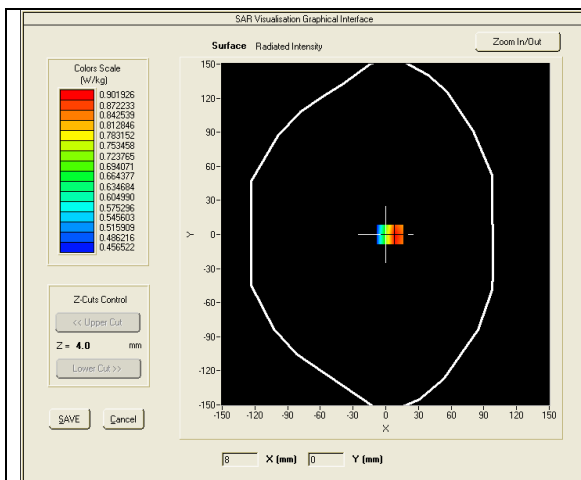 SAR Visualisation Graphical Interface
Surface Radiated Intensity
Zoom In/Out
Colors Scale
(W/kg)
0.901926
0.872233
0.842539
0.812846
0.783152
0.753458
0.723765
0.694071
0.664377
0.634684
0.604990
0.575296
0.545603
0.515909
0.486216
0.456522
Z-Cuts Control
<< Upper Cut
Z = 4.0 mm
Lower Cut >>
SAVE Cancel
150-
120-
90-
60-
30-
0-
-30-
-60-
-90-
-120-
-150-
Y
-150 -120 -90 -60 -30 0 30 60 90 120 150
X
8 X (mm) 0 Y (mm)